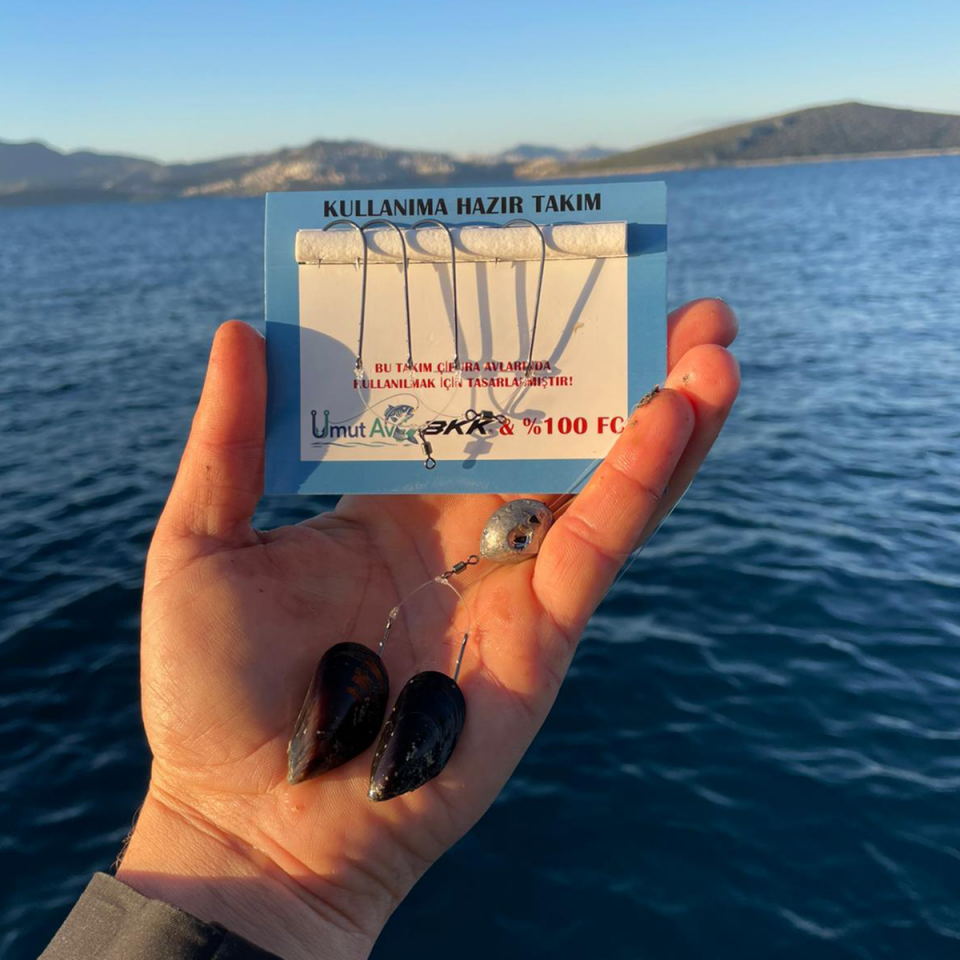 KULLANIMA HAZIR TAKIM
BU TAKIM ÇİPURA AVLARINDA
KULLANILMAK İÇİN TASARLANMIŞTIR!
Umut Av BKK & %100 FC